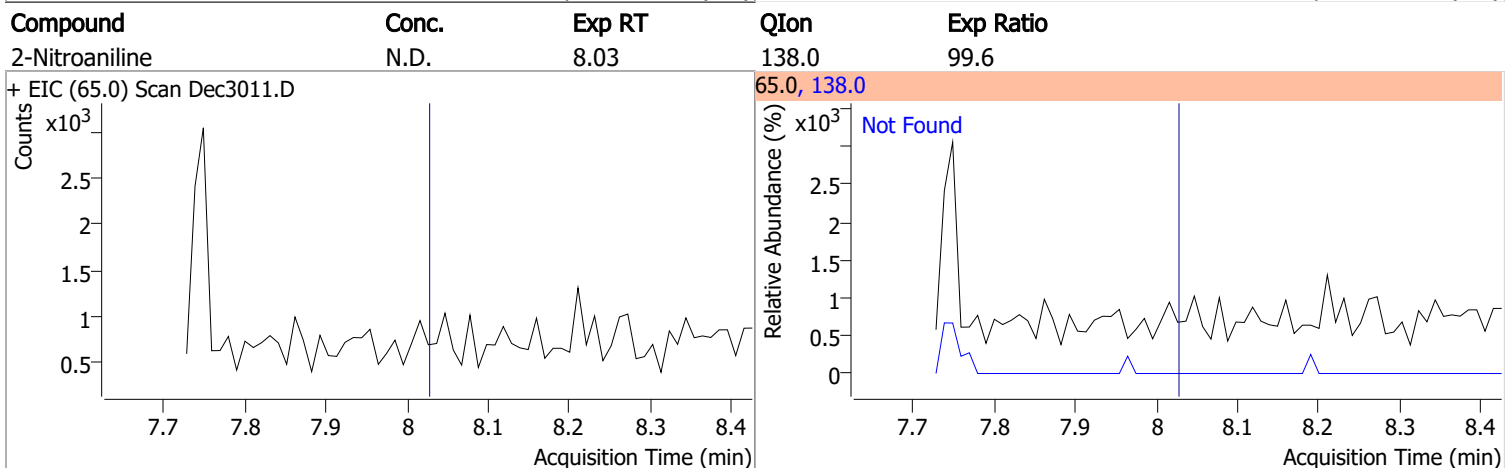 Compound Conc. Exp RT QIon Exp Ratio
2-Nitroaniline N.D. 8.03 138.0 99.6
+ EIC (65.0) Scan Dec3011.D
Counts
x10³
2.5
2
1.5
1
0.5
7.7 7.8 7.9 8 8.1 8.2 8.3 8.4
Acquisition Time (min)
65.0, 138.0
Relative Abundance (%)
x10³
Not Found
2.5
2
1.5
1
0.5
0
7.7 7.8 7.9 8 8.1 8.2 8.3 8.4
Acquisition Time (min)